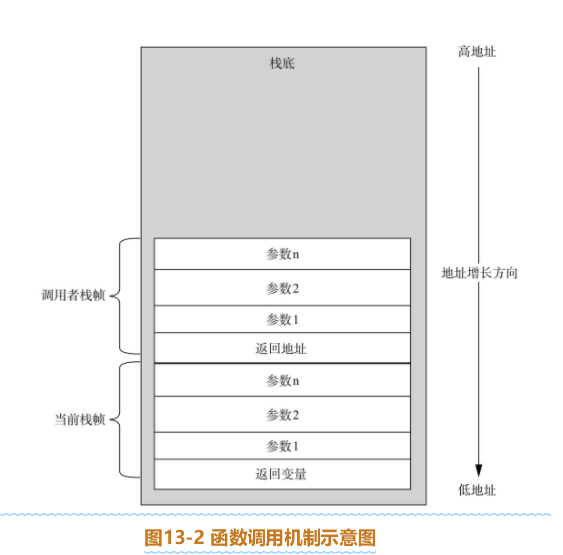 高地址
栈底
参数n
参数2
参数1
返回地址
调用者栈帧
地址增长方向
参数n
参数2
参数1
返回变量
当前栈帧
低地址
图13-2 函数调用机制示意图